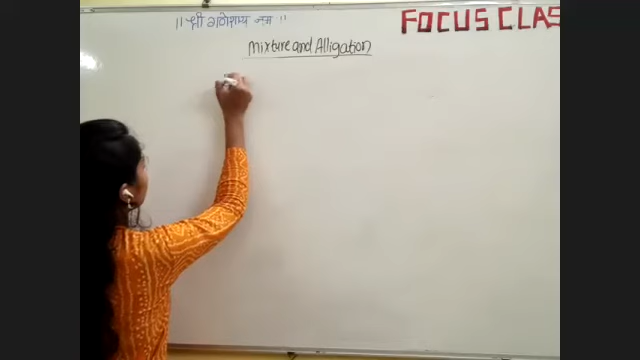 ॥ श्री गणेशाय नमः ॥
FOCUS CLAS
Mixture and Alligation